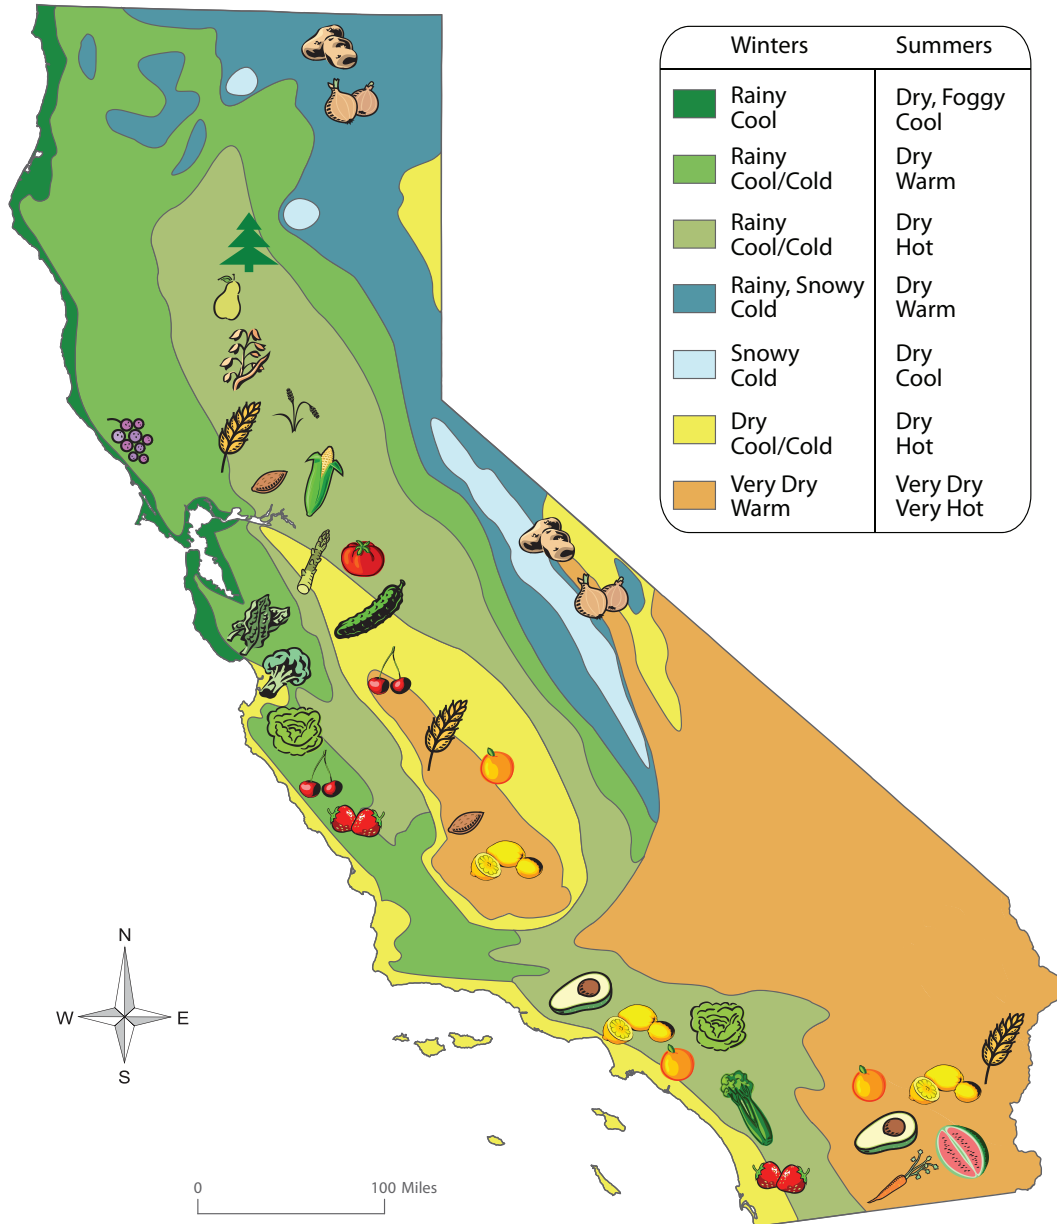 Winters Summers
Rainy Dry, Foggy
Cool Cool
Rainy Dry
Cool/Cold Warm
Rainy Dry
Cool/Cold Hot
Rainy, Snowy Dry
Cold Warm
Snowy Dry
Cold Cool
Dry Dry
Cool/Cold Hot
Very Dry Very Dry
Warm Very Hot
N
W E
S
0 100 Miles